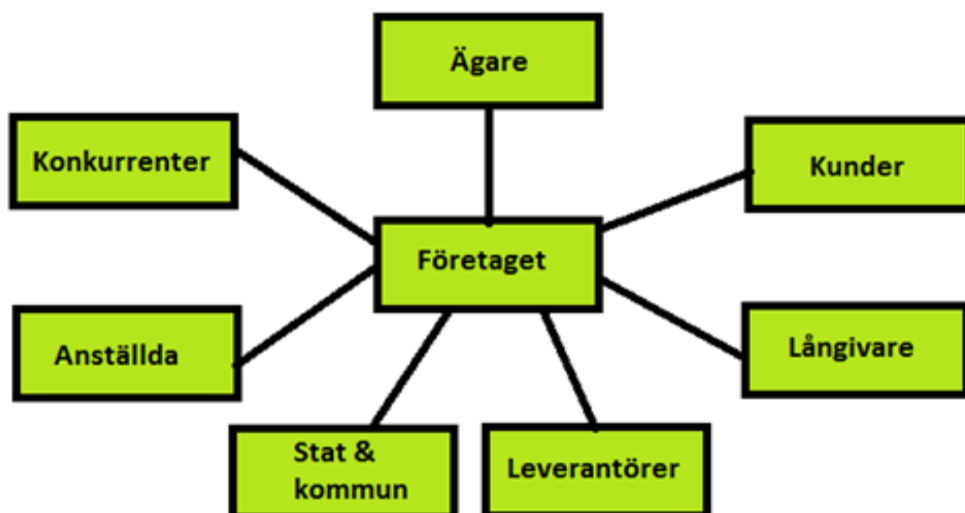 Ägare
Konkurrenter
Kunder
Företaget
Anställda
Långivare
Stat &
kommun
Leverantörer